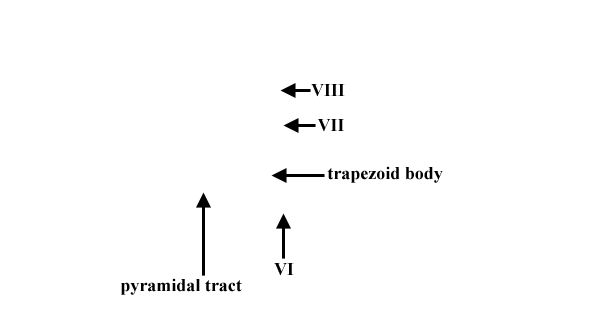 VIII
VII
trapezoid body
VI
pyramidal tract